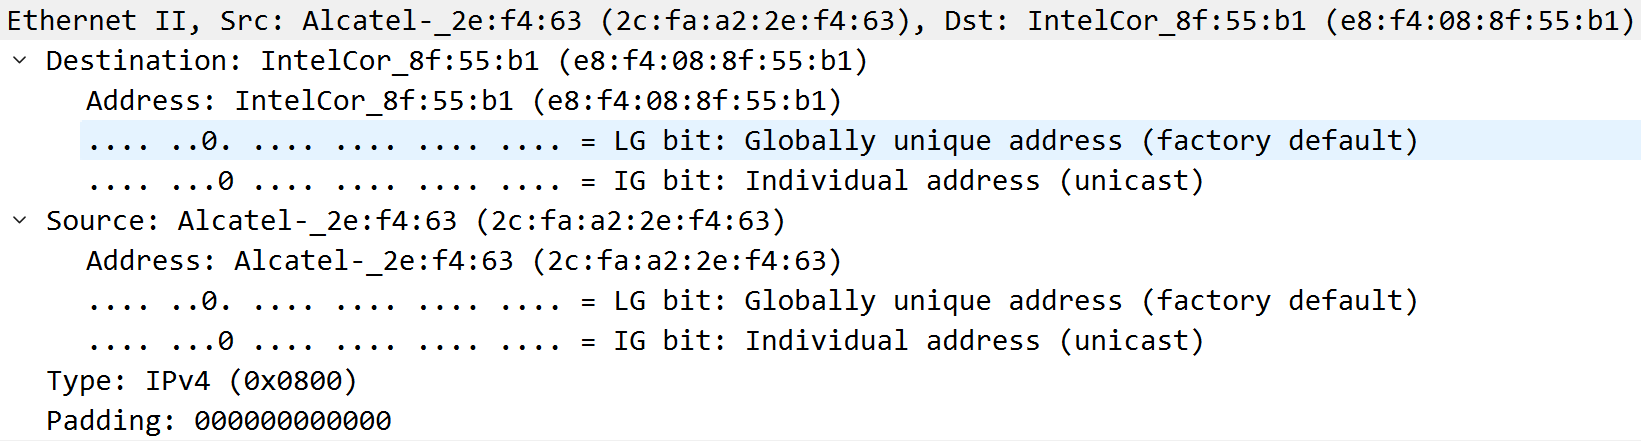 Ethernet II, Src: Alcatel-_2e:f4:63 (2c:fa:a2:2e:f4:63), Dst: IntelCor_8f:55:b1 (e8:f4:08:8f:55:b1)
Destination: IntelCor_8f:55:b1 (e8:f4:08:8f:55:b1)
Address: IntelCor_8f:55:b1 (e8:f4:08:8f:55:b1)
.... ..0. .... .... .... .... = LG bit: Globally unique address (factory default)
.... ...0 .... .... .... .... = IG bit: Individual address (unicast)
Source: Alcatel-_2e:f4:63 (2c:fa:a2:2e:f4:63)
Address: Alcatel-_2e:f4:63 (2c:fa:a2:2e:f4:63)
.... ..0. .... .... .... .... = LG bit: Globally unique address (factory default)
.... ...0 .... .... .... .... = IG bit: Individual address (unicast)
Type: IPv4 (0x0800)
Padding: 000000000000